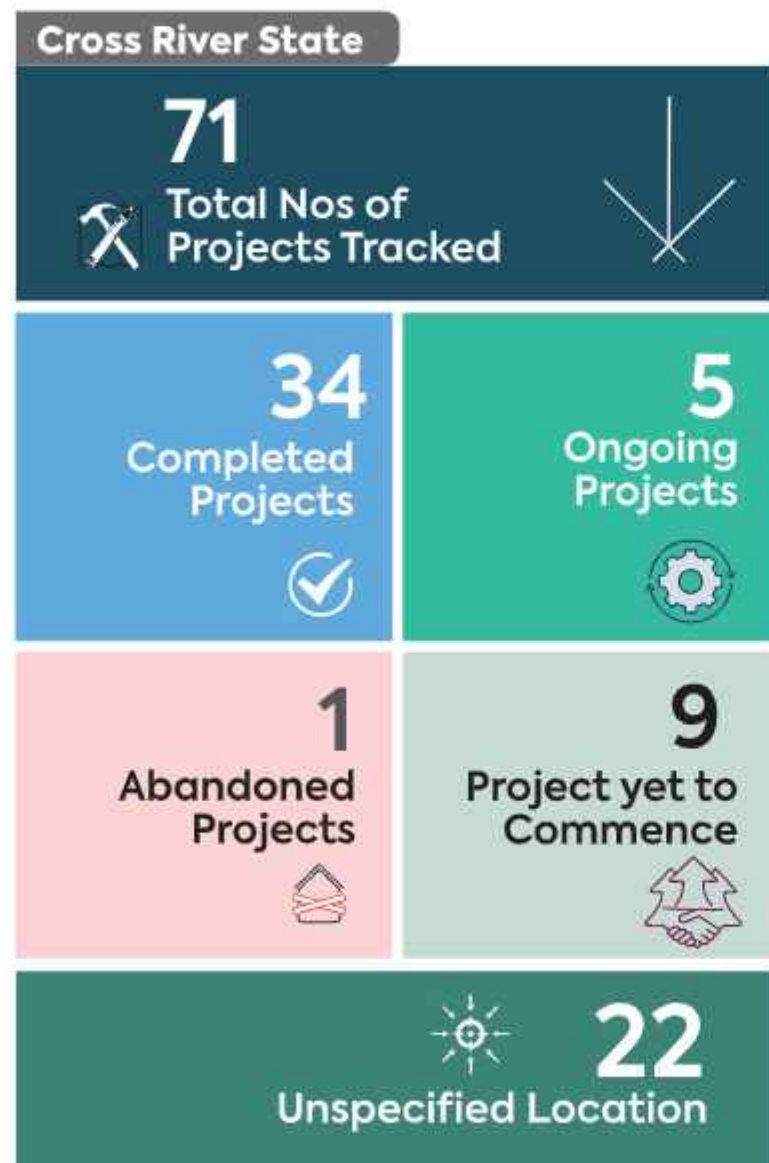 Cross River State
71
Total Nos of
Projects Tracked
34
Completed
Projects
5
Ongoing
Projects
1
Abandoned
Projects
9
Project yet to
Commence
22
Unspecified Location